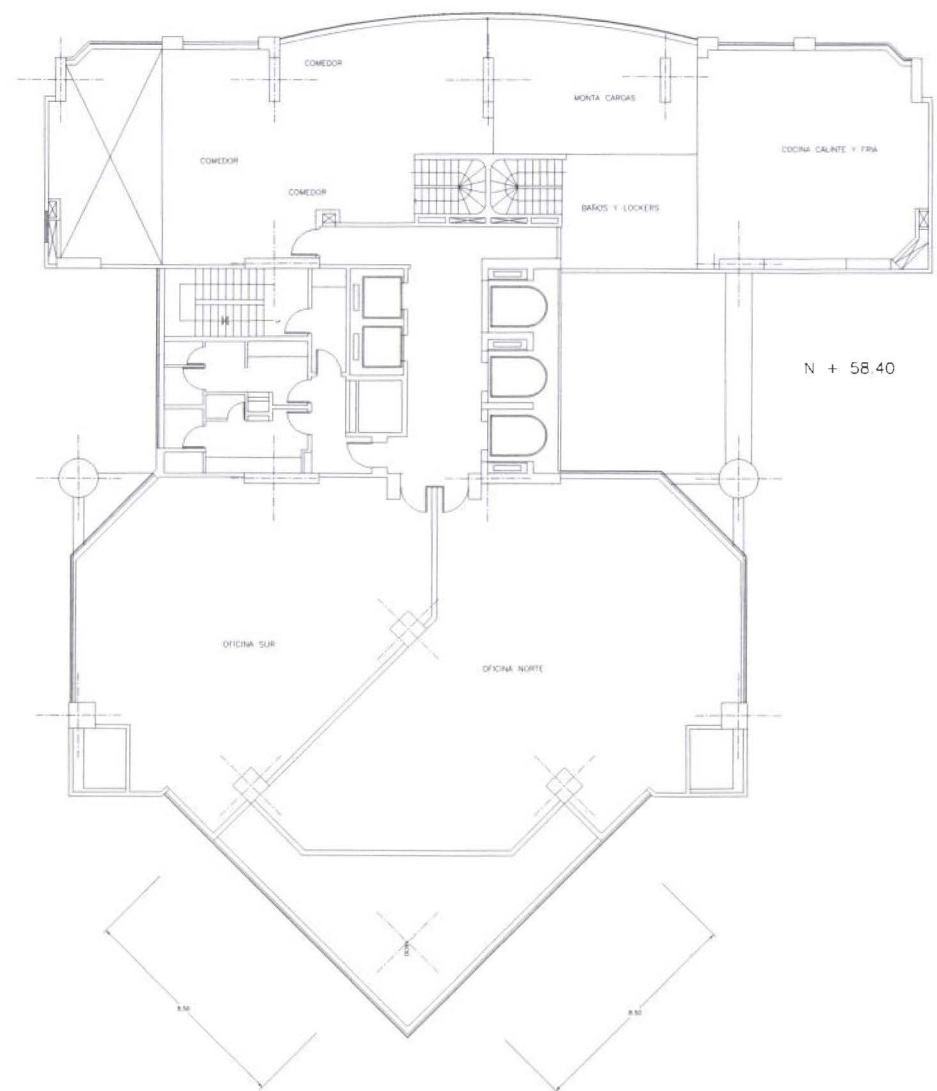 COMEDOR
MONTA CARGAS
COCINA CALINTE Y FRIA
COMEDOR
COMEDOR
BAÑOS Y LOCKERS
N + 58.40
OFICINA SUR
OFICINA NORTE
8.50
8.50